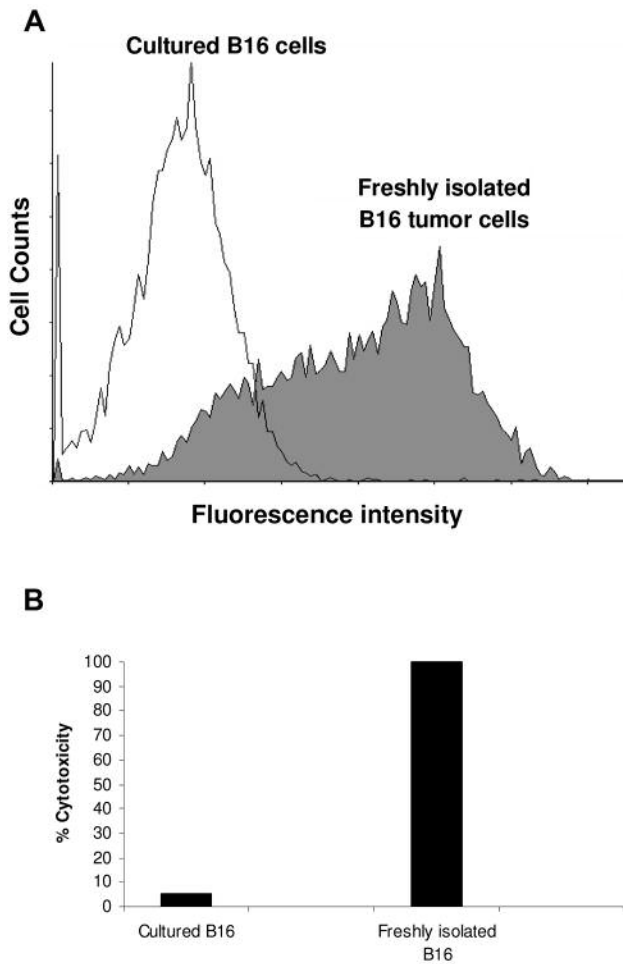 A
Cultured B16 cells
Freshly isolated
B16 tumor cells
Cell Counts
Fluorescence intensity
B
% Cytotoxicity
100
90
80
70
60
50
40
30
20
10
0
Cultured B16
Freshly isolated
B16